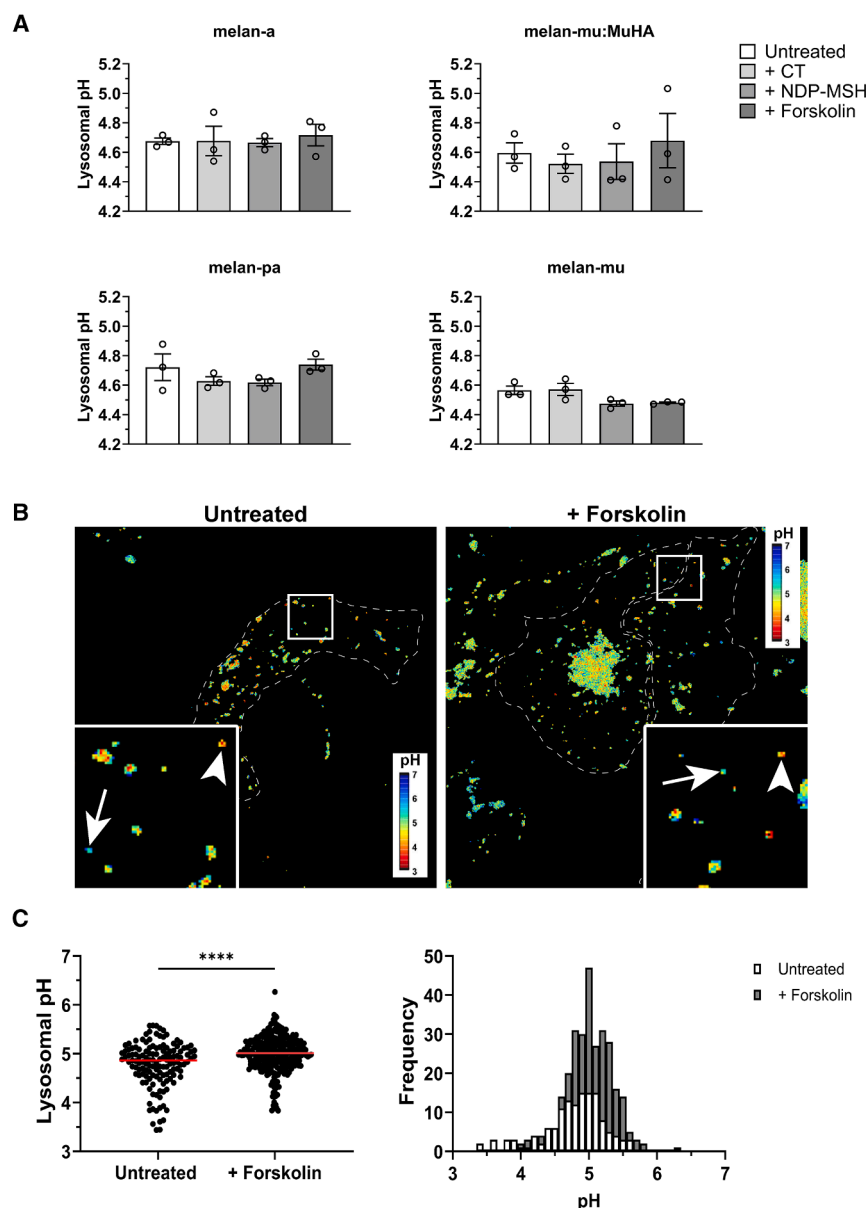 A
melan-a
Lysosomal pH
5.2
5.0
4.8
4.6
4.4
4.2
melan-mu:MuHA
Lysosomal pH
5.2
5.0
4.8
4.6
4.4
4.2
Untreated
+ CT
+ NDP-MSH
+ Forskolin
melan-pa
Lysosomal pH
5.2
5.0
4.8
4.6
4.4
4.2
melan-mu
Lysosomal pH
5.2
5.0
4.8
4.6
4.4
4.2
B
Untreated
pH
7
6
5
4
3
+ Forskolin
pH
7
6
5
4
3
C
Lysosomal pH
7
6
5
4
3
****
Untreated
+ Forskolin
Frequency
50
40
30
20
10
0
3
4
5
6
7
pH
Untreated
+ Forskolin